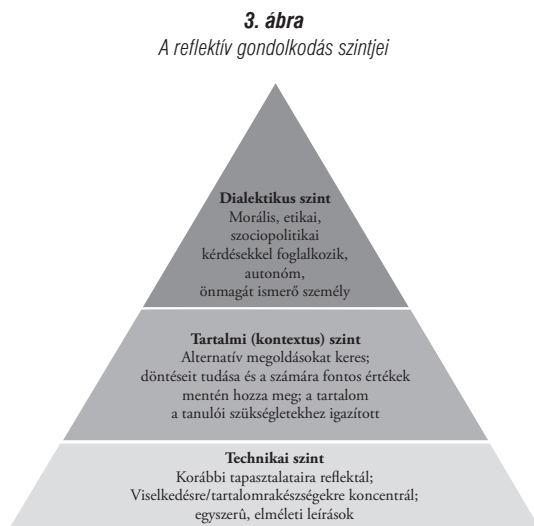 3. ábra
A reflektív gondolkodás szintjei
Dialektikus szint
Morális, etikai,
szociopolitikai
kérdésekkel foglalkozik,
autonóm,
önmagát ismerő személy
Tartalmi (kontextus) szint
Alternatív megoldásokat keres;
döntéseit tudása és a számára fontos értékek
mentén hozza meg; a tartalom
a tanulói szükségletekhez igazított
Technikai szint
Korábbi tapasztalataira reflektál;
Viselkedésre/tartalomrakészségekre koncentrál;
egyszerû, elméleti leírások